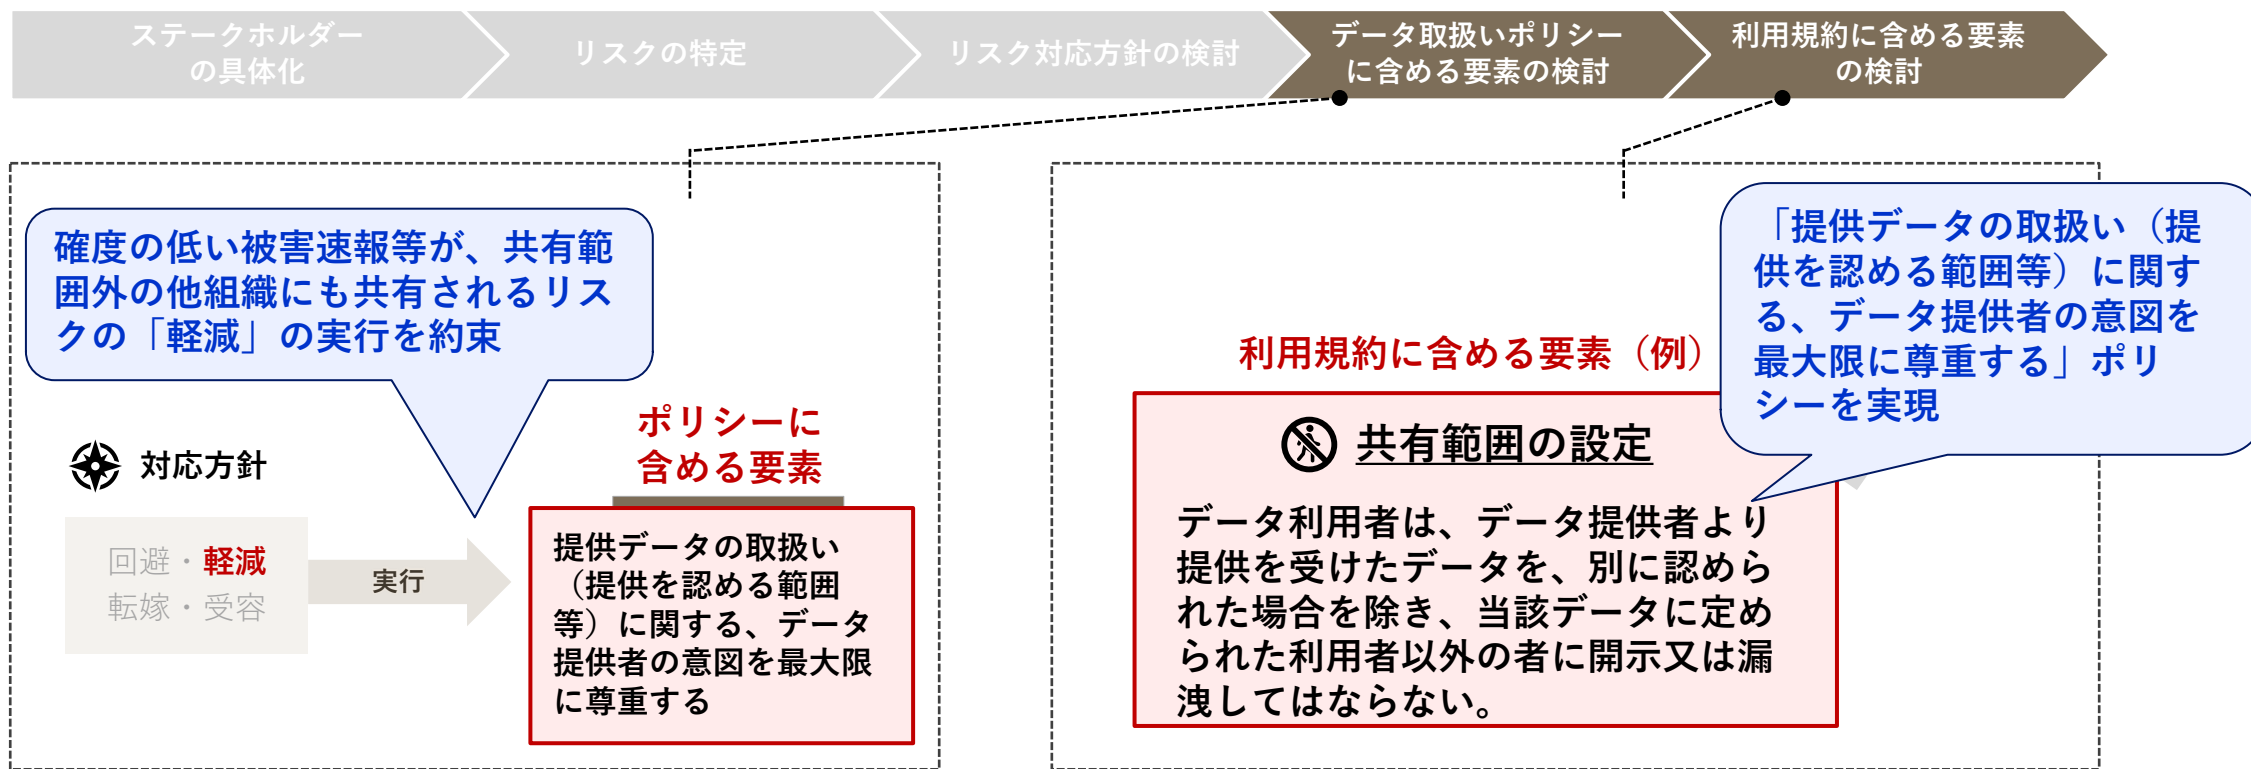 ステークホルダー
の具体化
リスクの特定
リスク対応方針の検討
データ取扱いポリシー
に含める要素の検討
利用規約に含める要素
の検討
確度の低い被害速報等が、共有範
囲外の他組織にも共有されるリス
クの「軽減」の実行を約束
対応方針
回避・軽減
転嫁・受容
実行
ポリシーに
含める要素
提供データの取扱い
（提供を認める範囲
等）に関する、データ
提供者の意図を最大限
に尊重する
「提供データの取扱い（提
供を認める範囲等）に関す
る、データ提供者の意図を
最大限に尊重する」ポリ
シーを実現
利用規約に含める要素（例）
共有範囲の設定
データ利用者は、データ提供者より
提供を受けたデータを、別に認めら
れた場合を除き、当該データに定め
られた利用者以外の者に開示又は漏
洩してはならない。